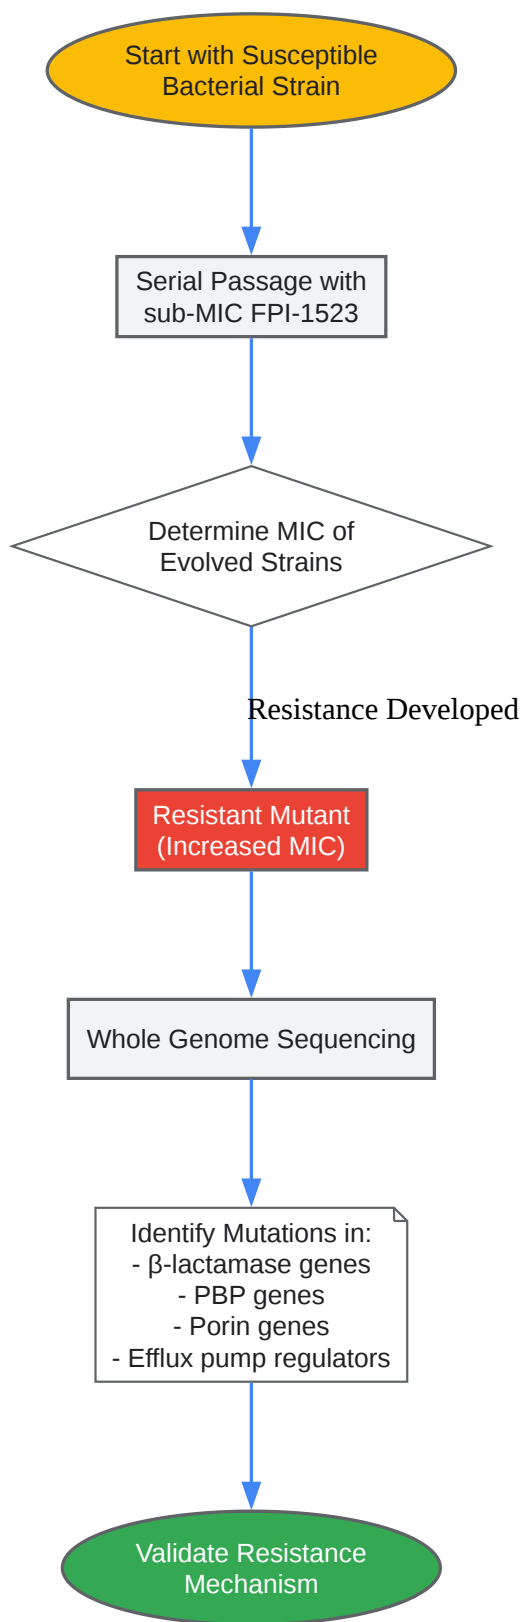 Start with Susceptible
Bacterial Strain
Serial Passage with
sub-MIC FPI-1523
Determine MIC of
Evolved Strains
Resistance Developed
Resistant Mutant
(Increased MIC)
Whole Genome Sequencing
Identify Mutations in:
- β-lactamase genes
- PBP genes
- Porin genes
- Efflux pump regulators
Validate Resistance
Mechanism